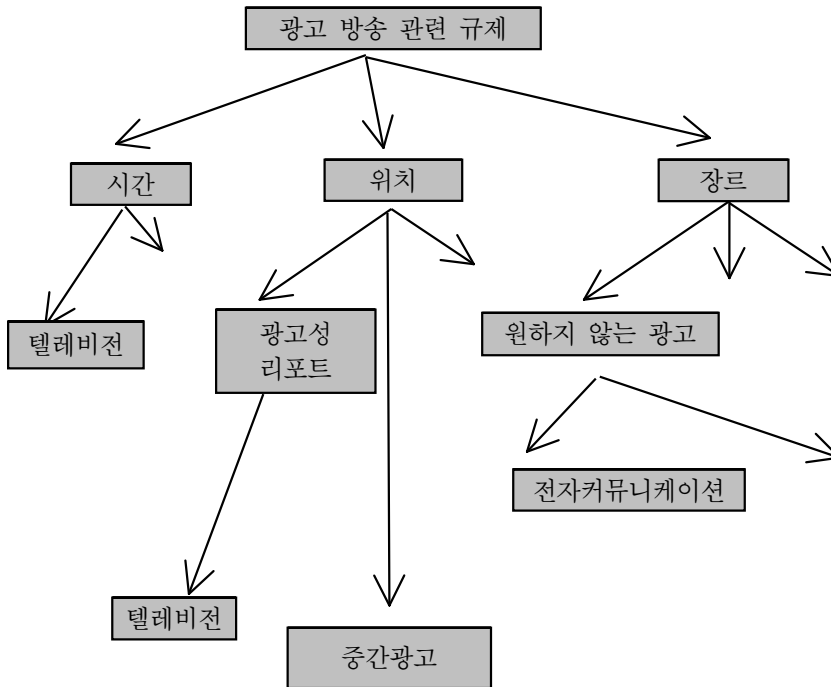 광고 방송 관련 규제
시간
위치
장르
텔레비전
광고성
리포트
원하지 않는 광고
전자커뮤니케이션
텔레비전
중간광고